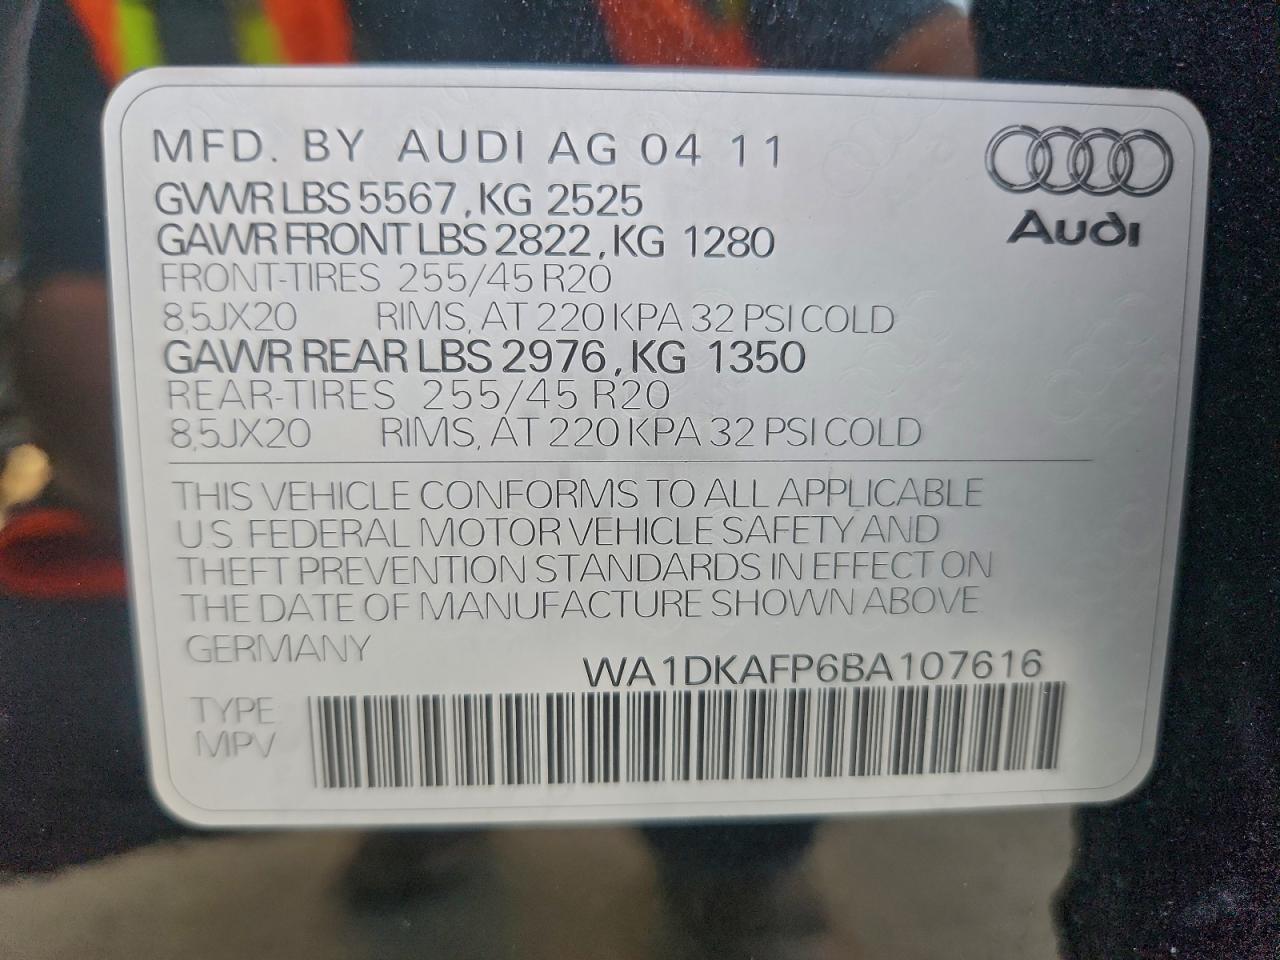 MFD. BY AUDI AG 04 11
GVWR LBS 5567, KG 2525
GAWR FRONT LBS 2822, KG 1280
FRONT-TIRES 255/45 R20
8,5JX20 RIMS, AT 220 KPA 32 PSI COLD
GAWR REAR LBS 2976, KG 1350
REAR-TIRES 255/45 R20
8,5JX20 RIMS, AT 220 KPA 32 PSI COLD
Audi
THIS VEHICLE CONFORMS TO ALL APPLICABLE
U.S. FEDERAL MOTOR VEHICLE SAFETY AND
THEFT PREVENTION STANDARDS IN EFFECT ON
THE DATE OF MANUFACTURE SHOWN ABOVE
GERMANY
WA1DKAFP6BA107616
TYPE
MPV